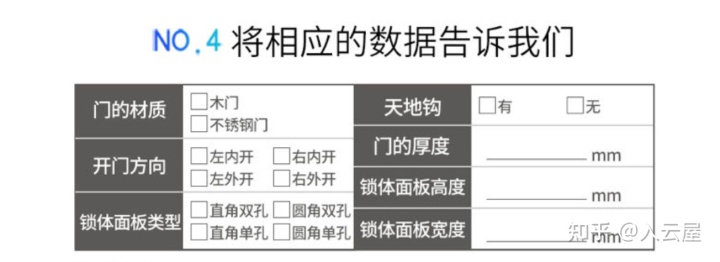 NO.4 将相应的数据告诉我们
门的材质 □木门 □不锈钢门
天地钩 □有 □无
开门方向 □左内开 □右内开 □左外开 □右外开
门的厚度 mm
锁体面板高度 mm
锁体面板类型 □直角双孔 □圆角双孔 □直角单孔 □圆角单孔
锁体面板宽度 mm
知乎 @人云屋